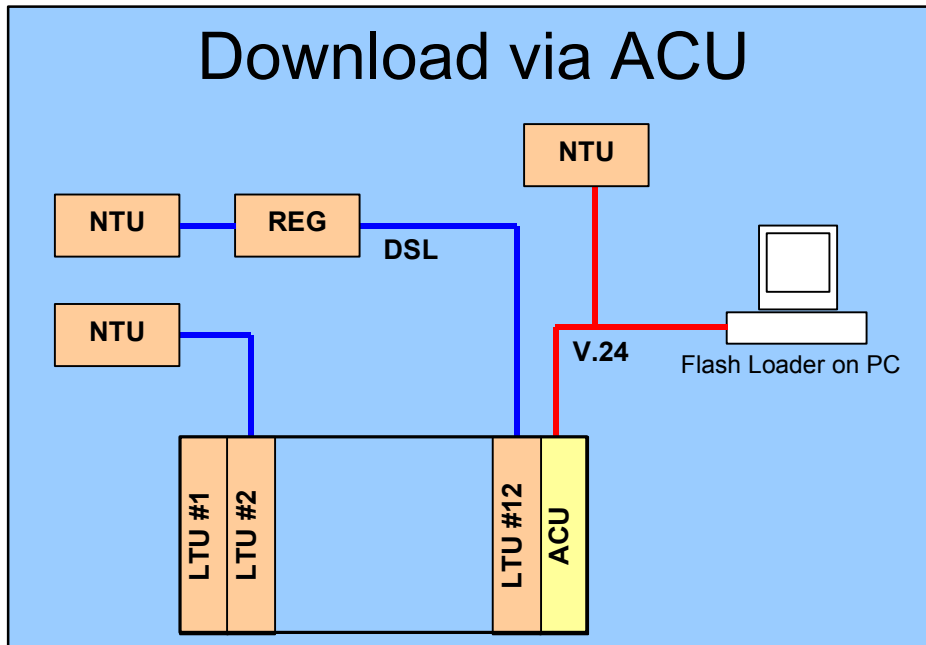 Download via ACU
NTU
NTU
REG
DSL
NTU
V.24
Flash Loader on PC
LTU #1
LTU #2
LTU #12
ACU